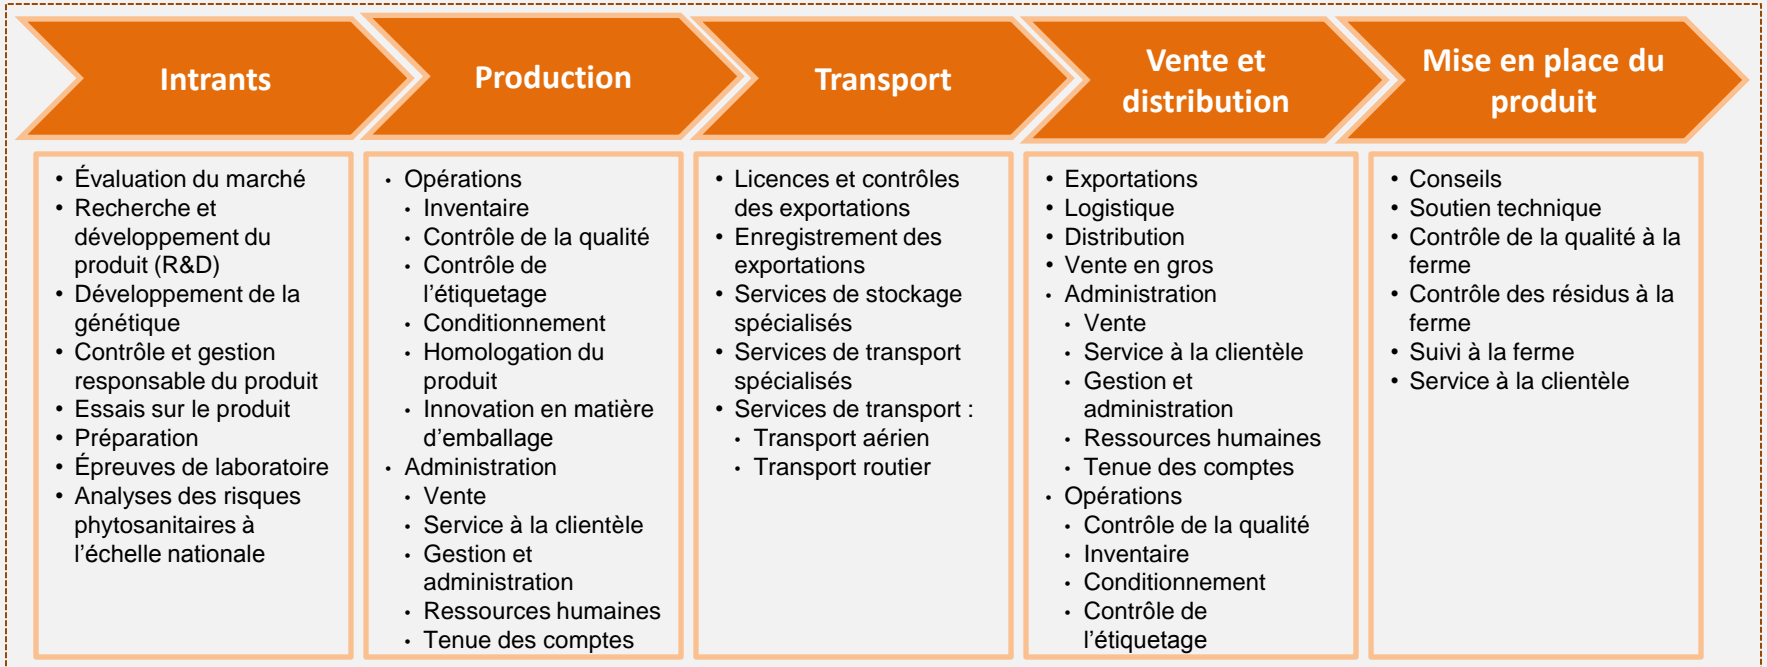 Intrants
Production
Transport
Vente et
distribution
Mise en place du
produit
• Évaluation du marché
• Recherche et
développement du
produit (R&D)
• Développement de la
génétique
• Contrôle et gestion
responsable du produit
• Essais sur le produit
• Préparation
• Épreuves de laboratoire
• Analyses des risques
phytosanitaires à
l’échelle nationale
• Opérations
• Inventaire
• Contrôle de la qualité
• Contrôle de
l’étiquetage
• Conditionnement
• Homologation du
produit
• Innovation en matière
d’emballage
• Administration
• Vente
• Service à la clientèle
• Gestion et
administration
• Ressources humaines
• Tenue des comptes
• Licences et contrôles
des exportations
• Enregistrement des
exportations
• Services de stockage
spécialisés
• Services de transport
spécialisés
• Services de transport :
• Transport aérien
• Transport routier
• Exportations
• Logistique
• Distribution
• Vente en gros
• Administration
• Vente
• Service à la clientèle
• Gestion et
administration
• Ressources humaines
• Tenue des comptes
• Opérations
• Contrôle de la qualité
• Inventaire
• Conditionnement
• Contrôle de
l’étiquetage
• Conseils
• Soutien technique
• Contrôle de la qualité à la
ferme
• Contrôle des résidus à la
ferme
• Suivi à la ferme
• Service à la clientèle